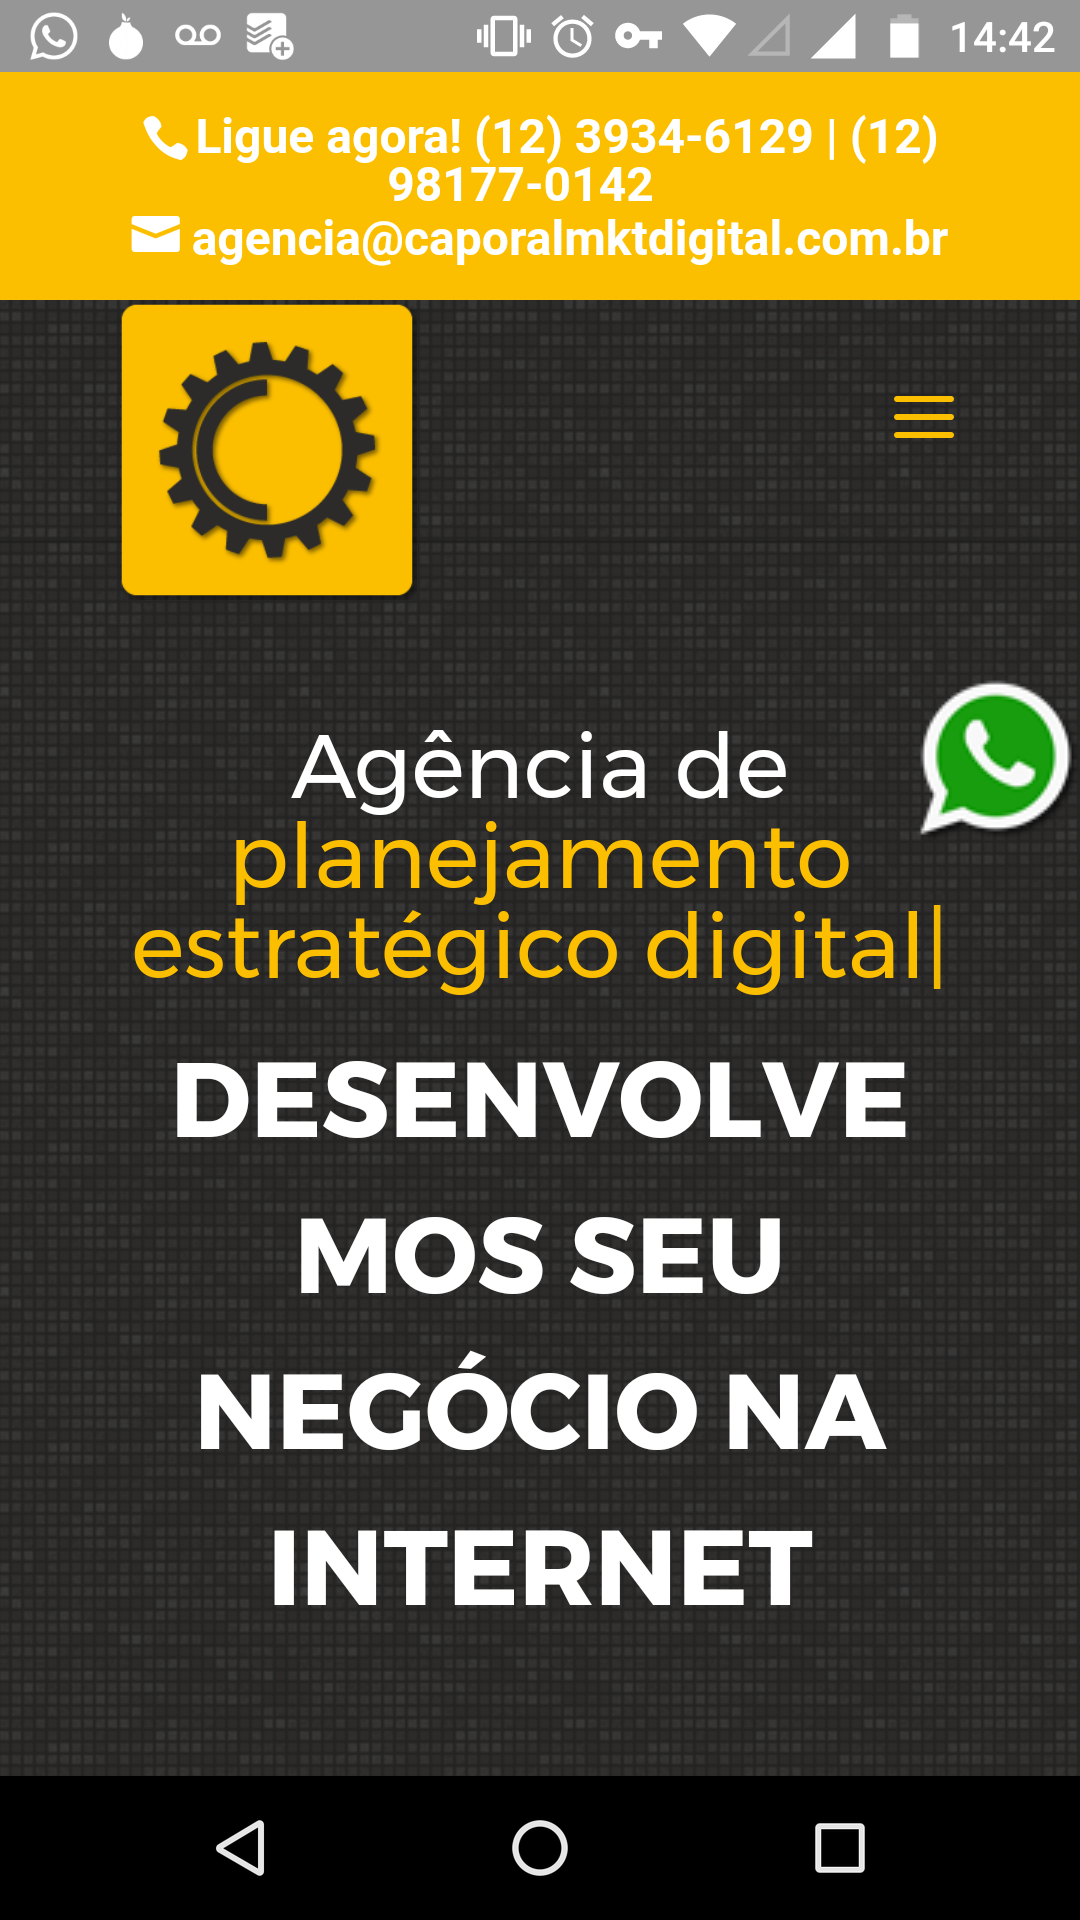 14:42
Ligue agora! (12) 3934-6129 | (12)
98177-0142
agencia@caporalmktdigital.com.br
Agência de
planejamento
estratégico digital|
DESENVOLVE
MOS SEU
NEGÓCIO NA
INTERNET